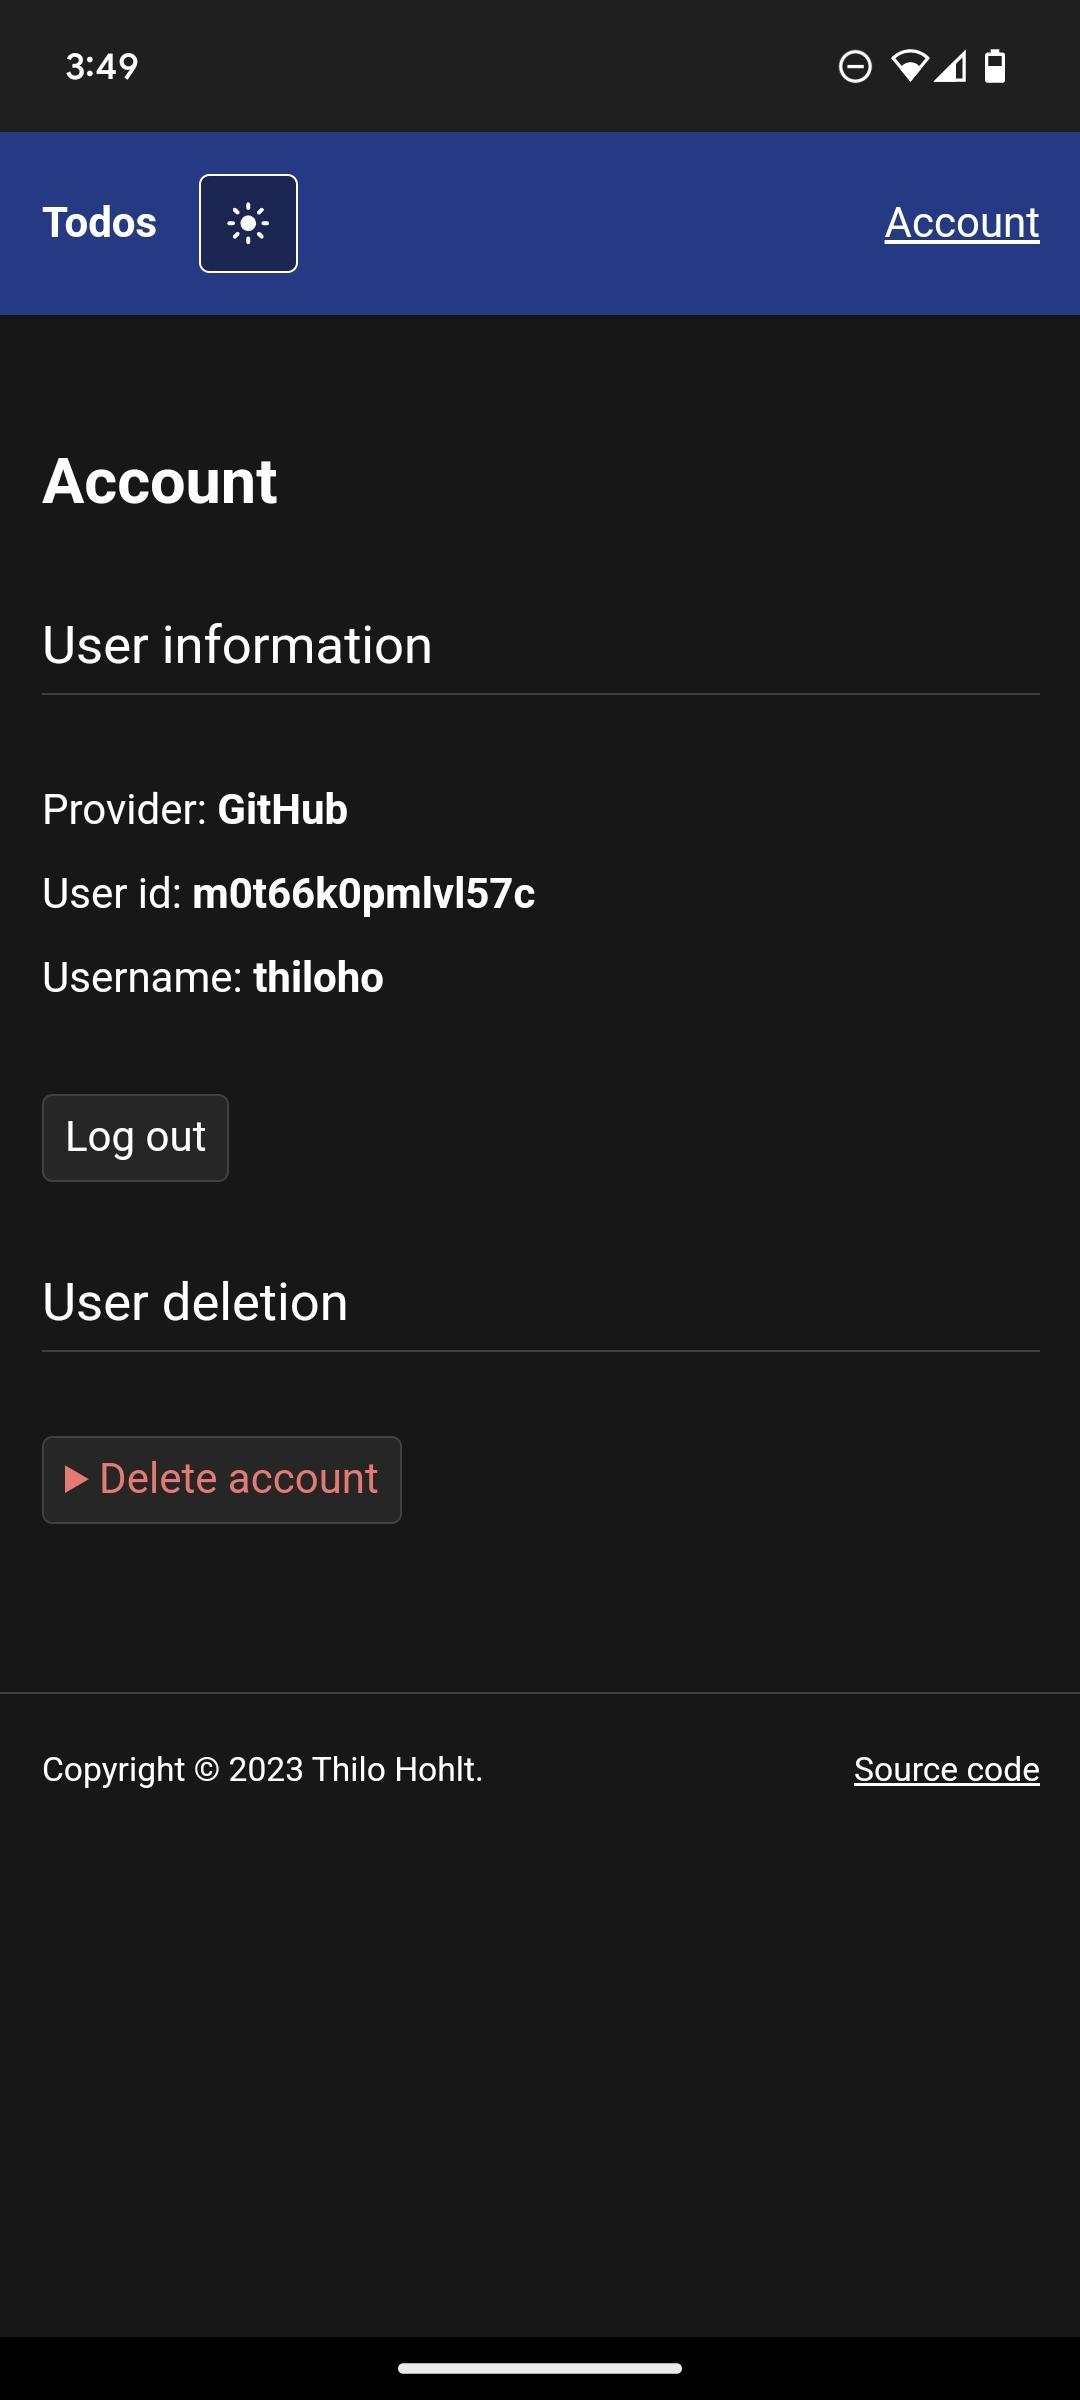 3:49
Todos
Account
Account
User information
Provider: GitHub
User id: m0t66k0pmlvl57c
Username: thiloho
Log out
User deletion
Delete account
Copyright © 2023 Thilo Hohlt.
Source code